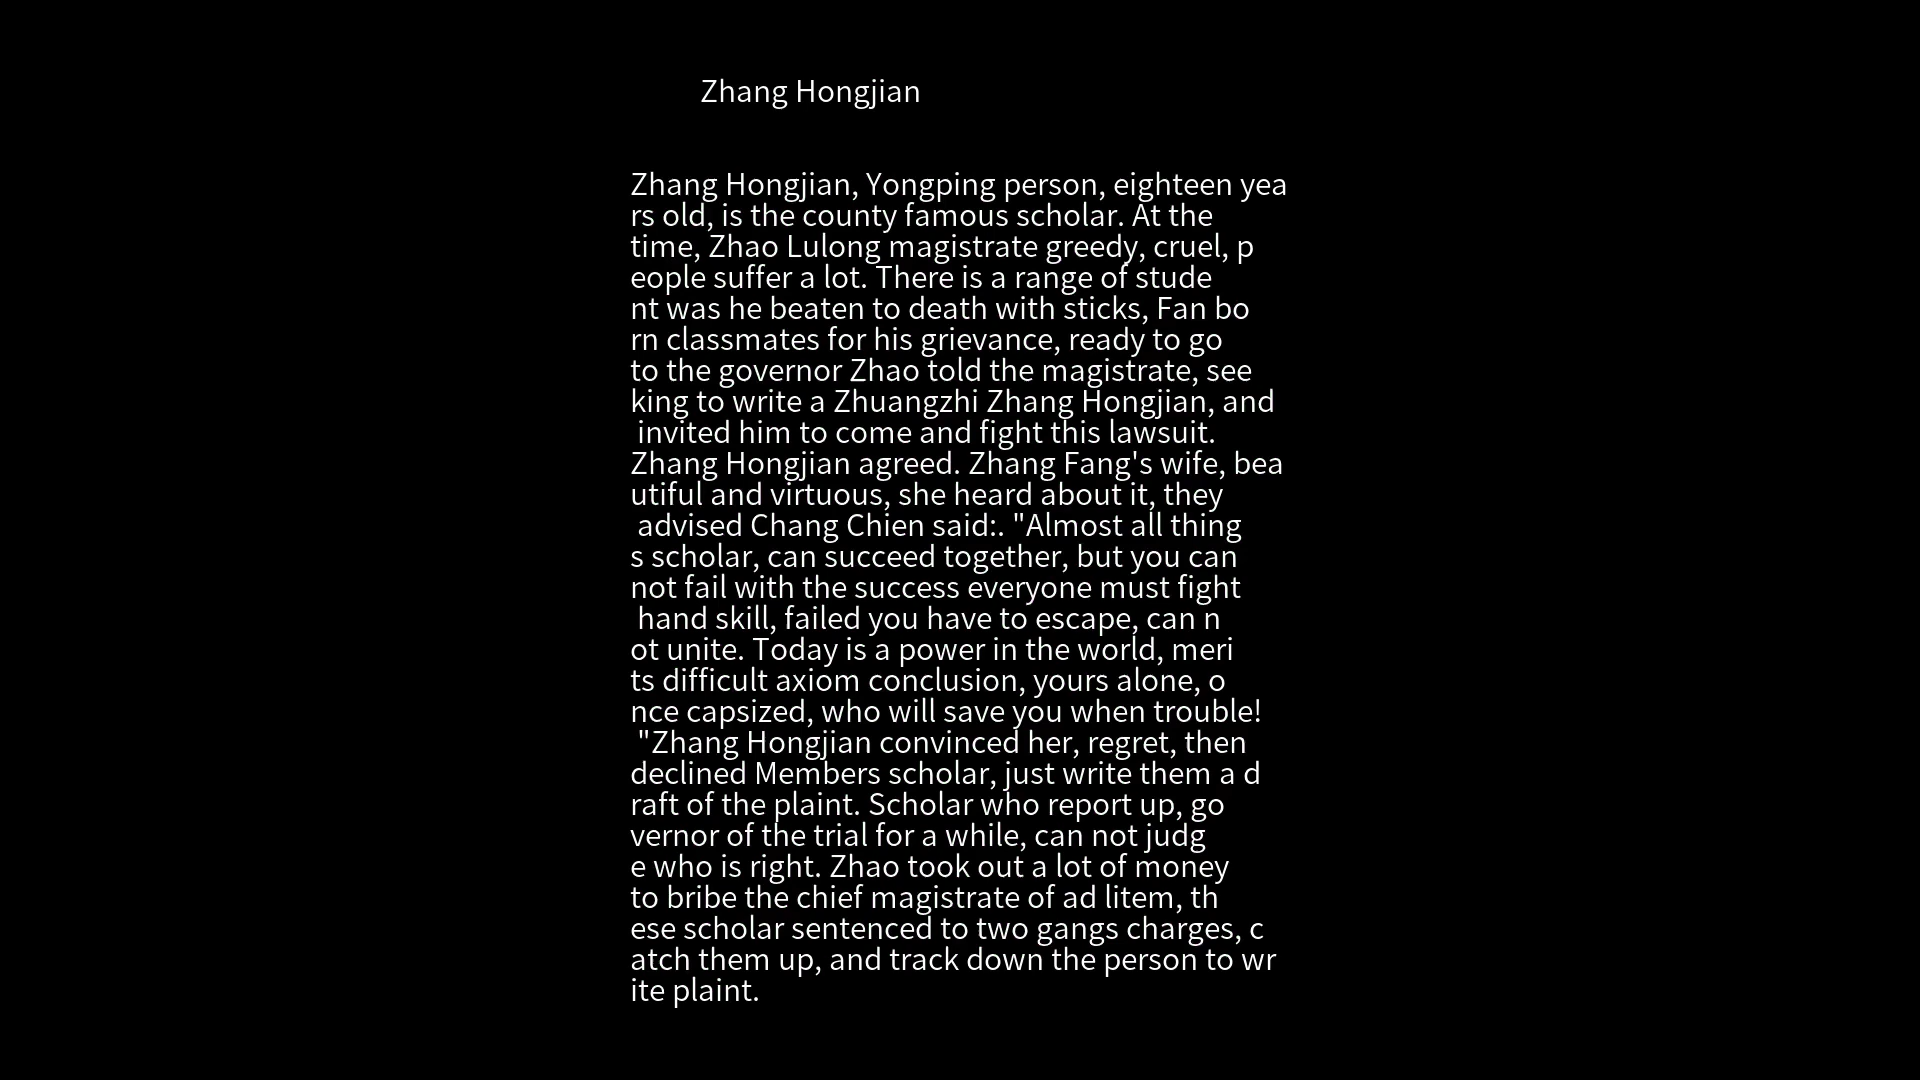 Zhang Hongjian
Zhang Hongjian, Yongping person, eighteen yea
rs old, is the county famous scholar. At the
time, Zhao Lulong magistrate greedy, cruel, p
eople suffer a lot. There is a range of stude
nt was he beaten to death with sticks, Fan bo
rn classmates for his grievance, ready to go
to the governor Zhao told the magistrate, see
king to write a Zhuangzhi Zhang Hongjian, and
invited him to come and fight this lawsuit.
Zhang Hongjian agreed. Zhang Fang's wife, bea
utiful and virtuous, she heard about it, they
advised Chang Chien said:. "Almost all thing
s scholar, can succeed together, but you can
not fail with the success everyone must fight
hand skill, failed you have to escape, can n
ot unite. Today is a power in the world, meri
ts difficult axiom conclusion, yours alone, o
nce capsized, who will save you when trouble!
"Zhang Hongjian convinced her, regret, then
declined Members scholar, just write them a d
raft of the plaint. Scholar who report up, go
vernor of the trial for a while, can not judg
e who is right. Zhao took out a lot of money
to bribe the chief magistrate of ad litem, th
ese scholar sentenced to two gangs charges, c
atch them up, and track down the person to wr
ite plaint.